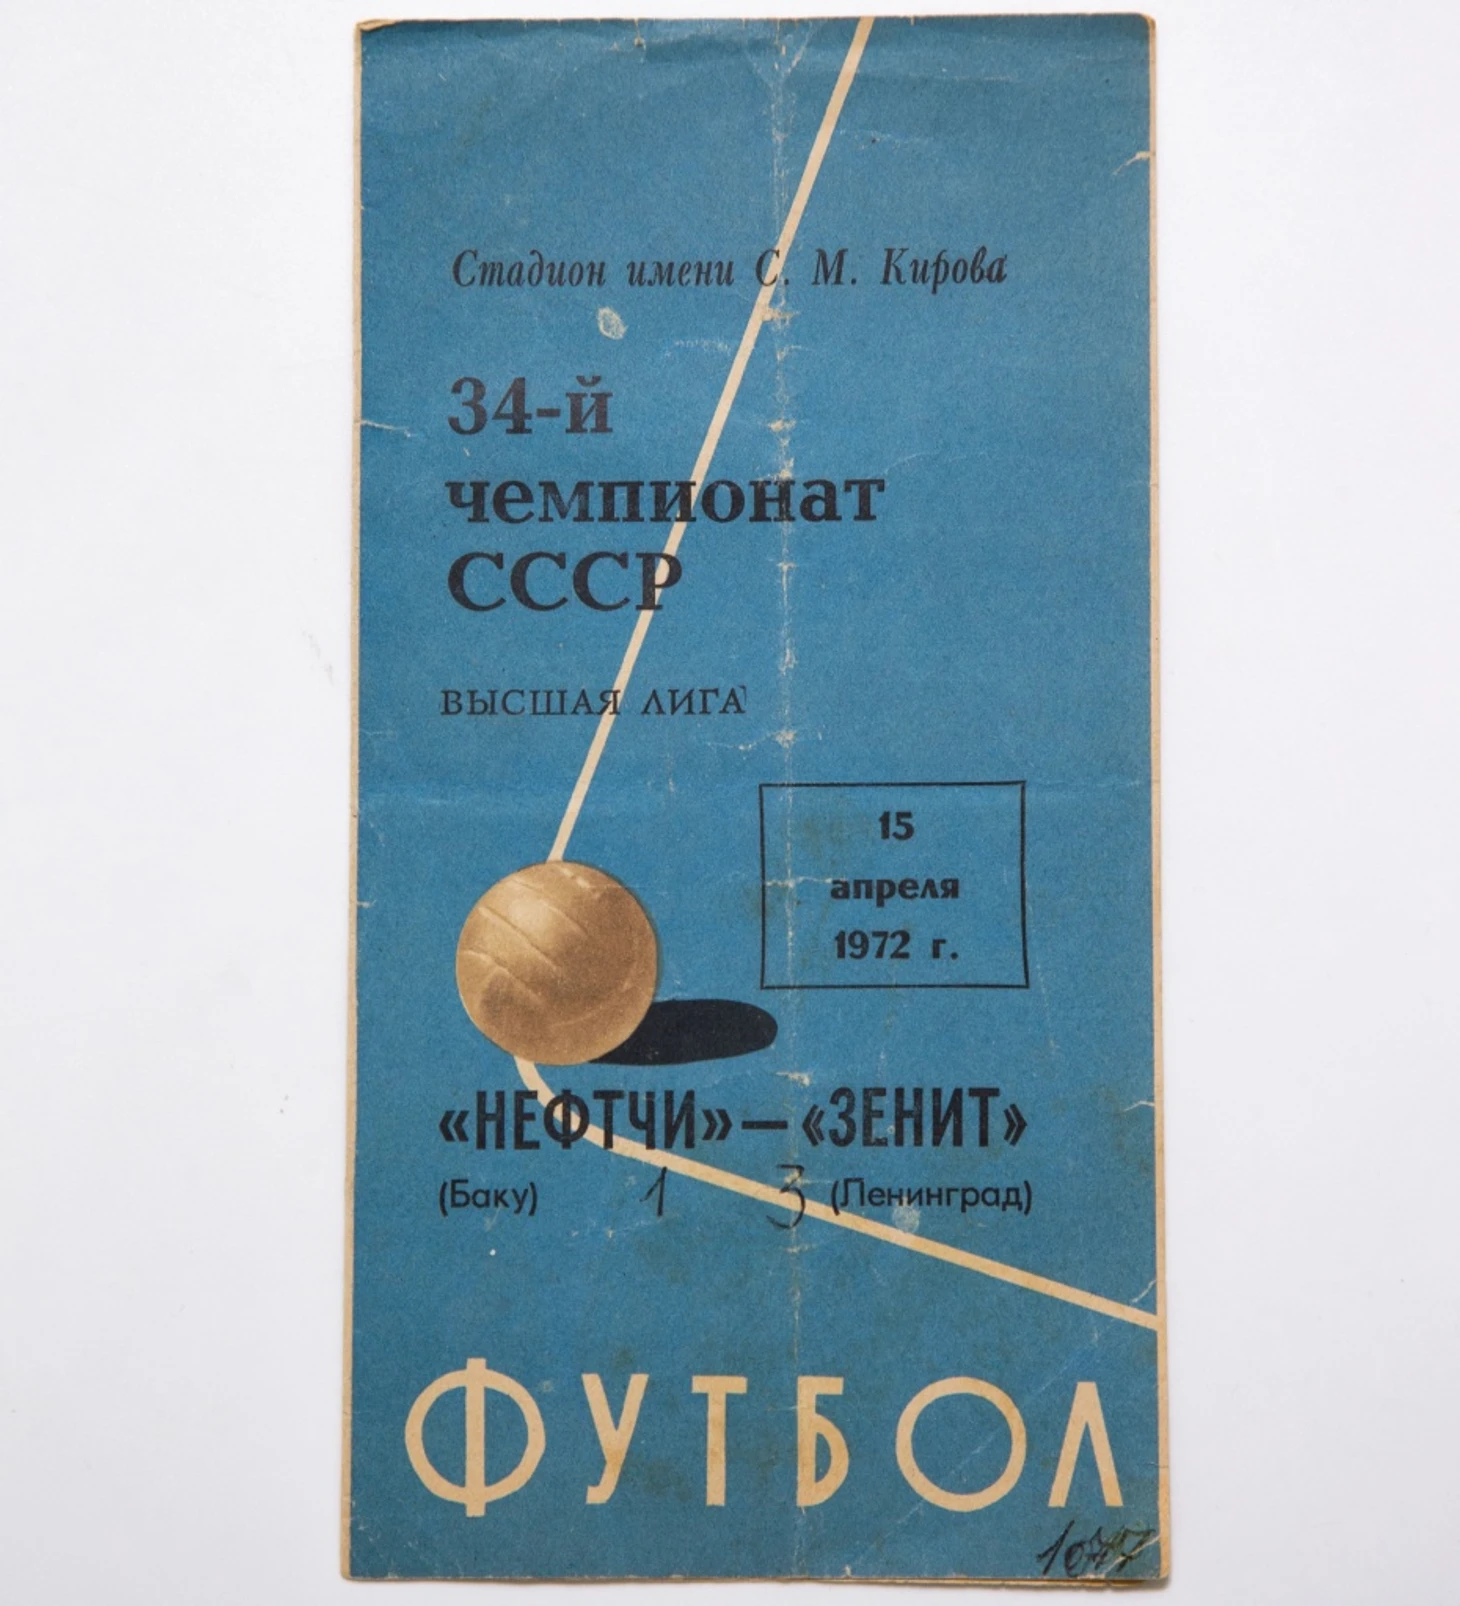 Стадион имени С. М. Кирова
34-й
чемпионат
СССР
ВЫСШАЯ ЛИГА
15
апреля
1972 г.
«НЕФТЧИ» — «ЗЕНИТ»
(Баку) 1 3 (Ленинград)
ФУТБОЛ